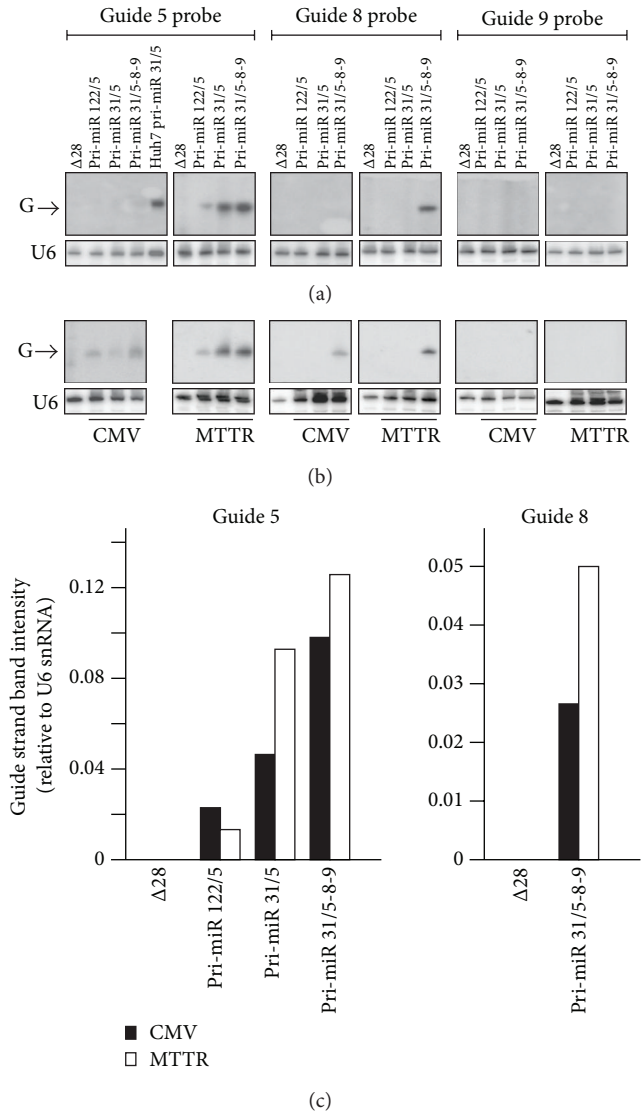 Guide 5 probe
Guide 8 probe
Guide 9 probe
Δ28
Pri-miR 122/5
Pri-miR 31/5
Pri-miR 31/5-8-9
Huh7 pri-miR 31/5
Δ28
Pri-miR 122/5
Pri-miR 31/5
Pri-miR 31/5-8-9
Δ28
Pri-miR 122/5
Pri-miR 31/5
Pri-miR 31/5-8-9
Δ28
Pri-miR 122/5
Pri-miR 31/5
Pri-miR 31/5-8-9
Δ28
Pri-miR 122/5
Pri-miR 31/5
Pri-miR 31/5-8-9
Δ28
Pri-miR 122/5
Pri-miR 31/5
Pri-miR 31/5-8-9
G →
U6
(a)
G →
U6
CMV
MTTR
CMV
MTTR
CMV
MTTR
(b)
Guide 5
Guide 8
Guide strand band intensity
(relative to U6 snRNA)
0.12
0.08
0.04
0
0.05
0.04
0.03
0.02
0.01
0
Δ28
Pri-miR 122/5
Pri-miR 31/5
Pri-miR 31/5-8-9
Δ28
Pri-miR 31/5-8-9
CMV
MTTR
(c)